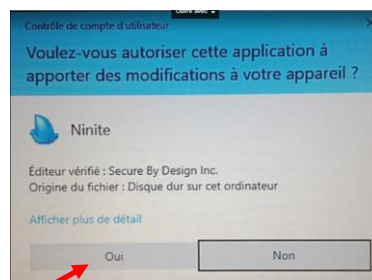 Contrôle de compte d'utilisateur
Voulez-vous autoriser cette application à
apporter des modifications à votre appareil ?
Ninite
Éditeur vérifié : Secure By Design Inc.
Origine du fichier : Disque dur sur cet ordinateur
Afficher plus de détail
Oui
Non